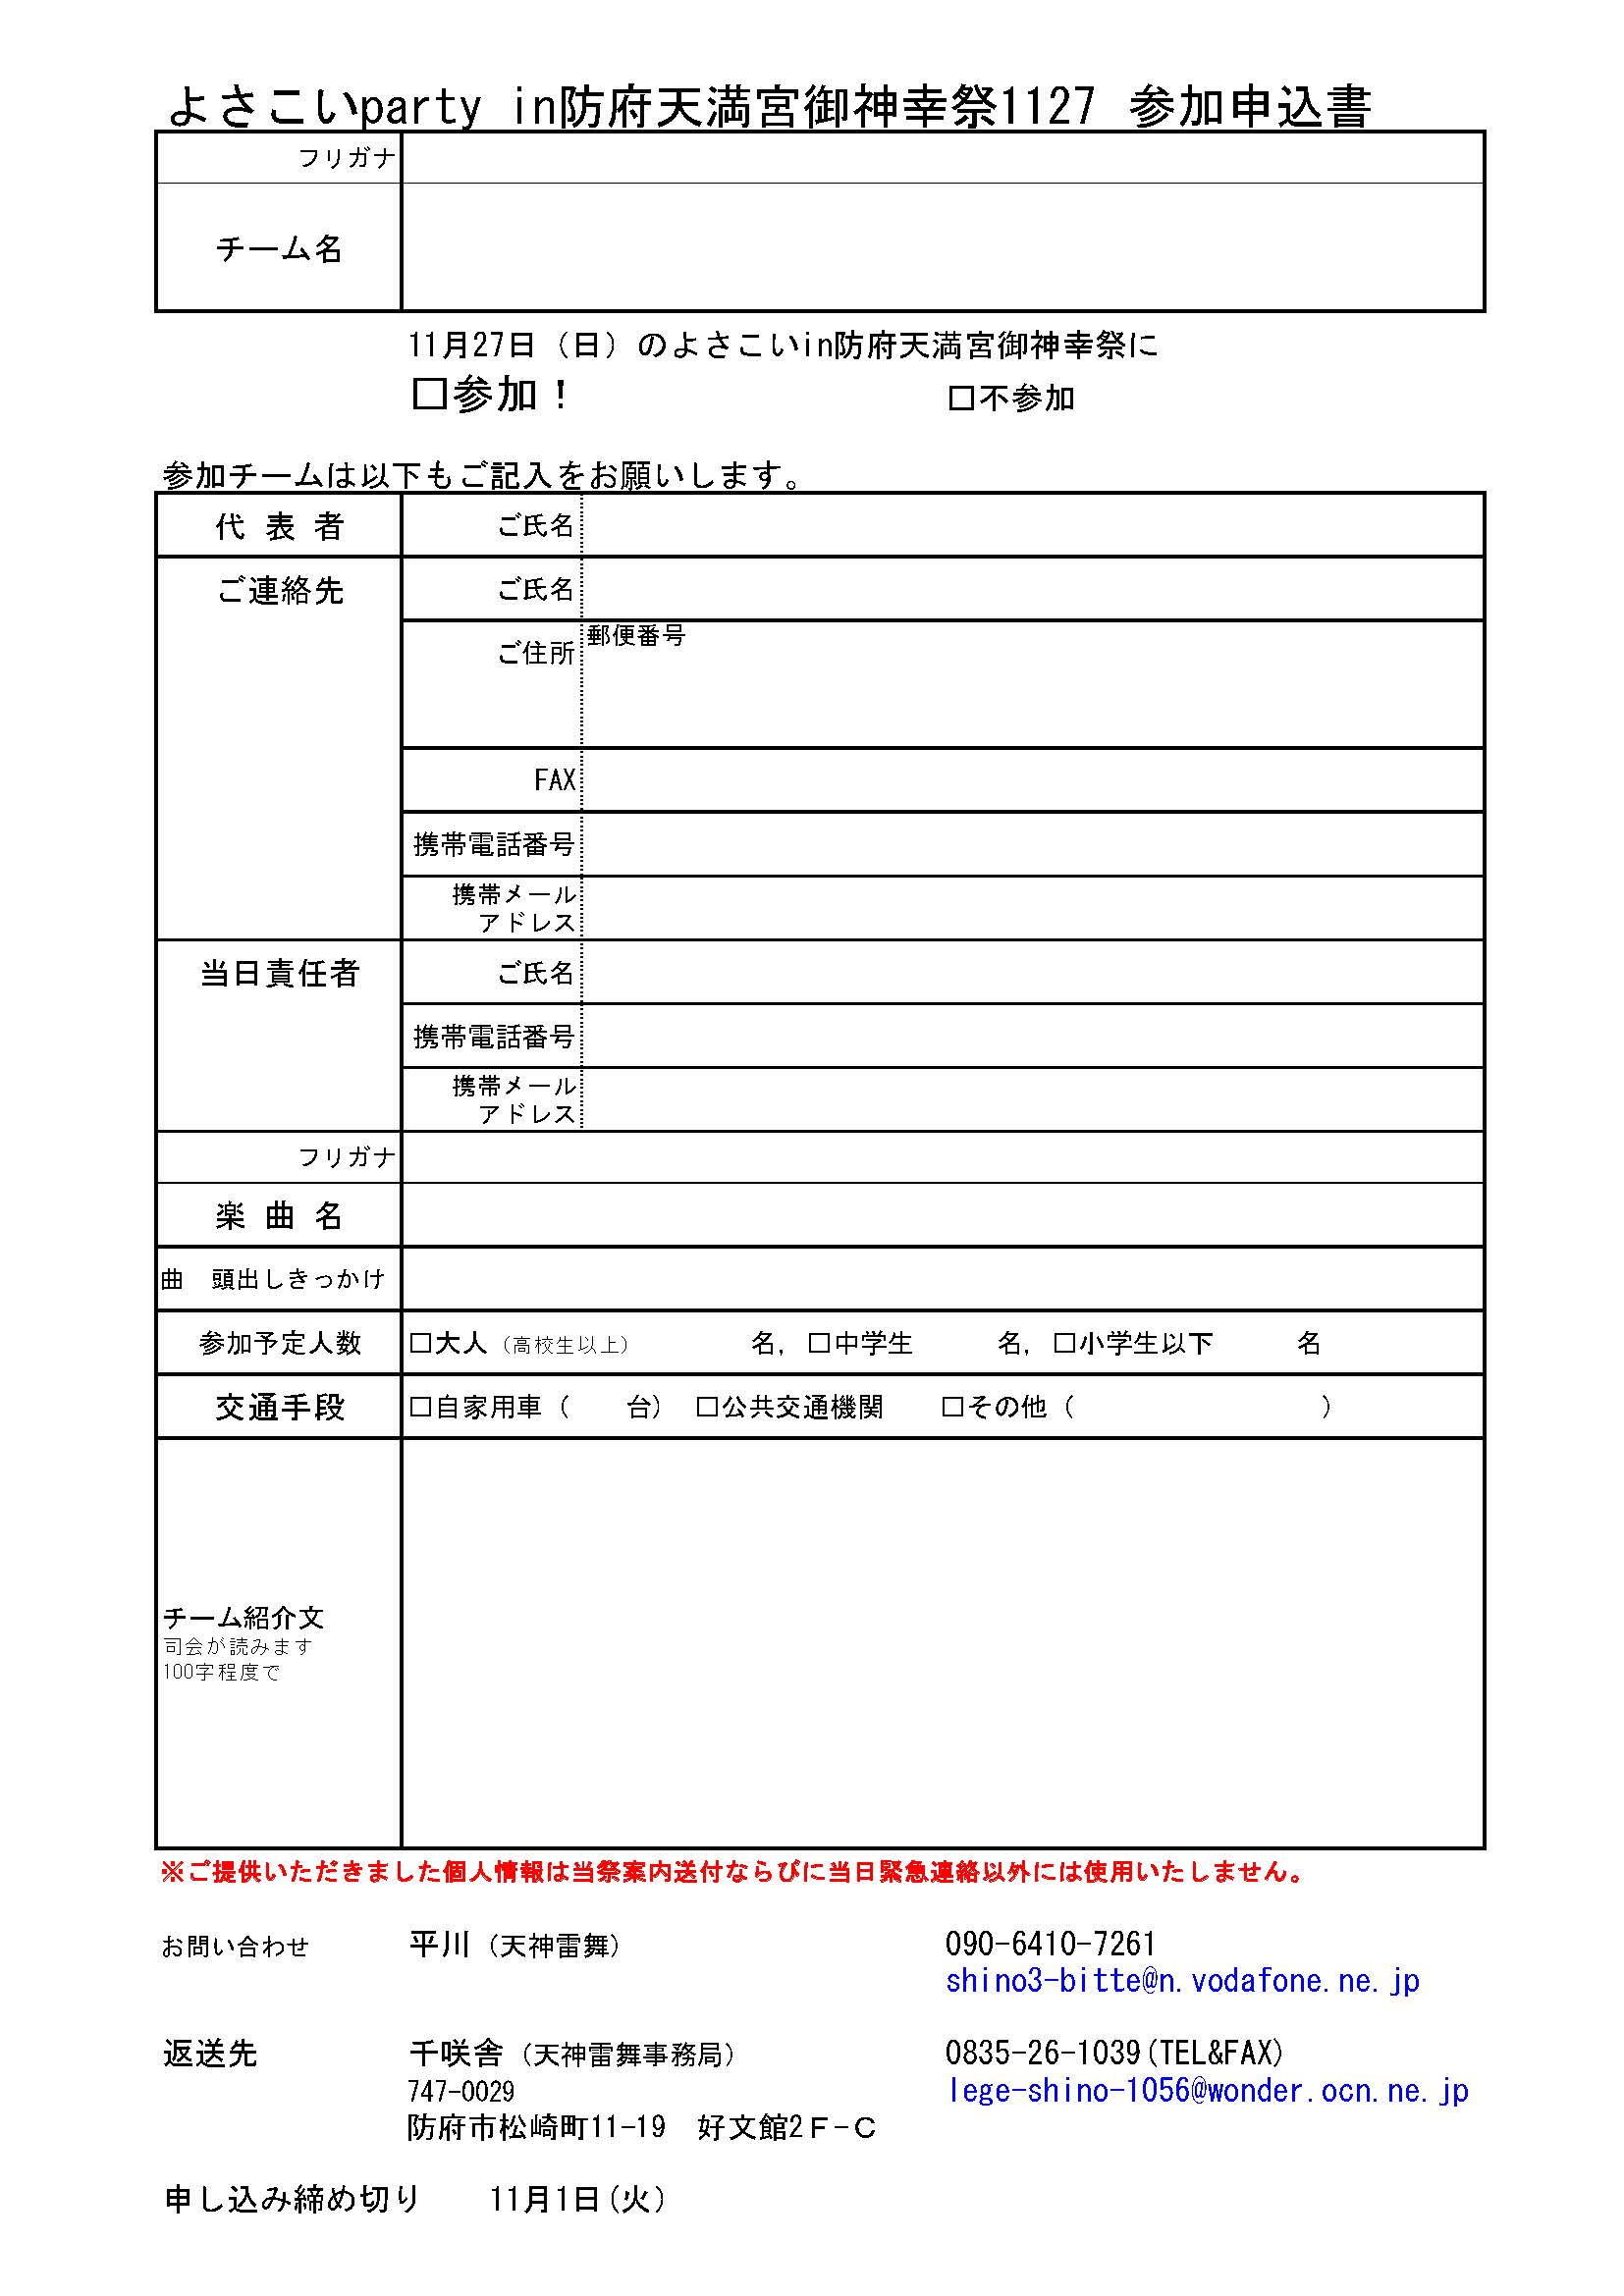 よさこいparty in防府天満宮御神幸祭1127 参加申込書
フリガナ
チーム名
11月27日（日）のよさこいin防府天満宮御神幸祭に
□参加！ □不参加
参加チームは以下もご記入をお願いします。
代 表 者 ご氏名
ご連絡先 ご氏名
ご住所 郵便番号
FAX
携帯電話番号
携帯メール
アドレス
当日責任者 ご氏名
携帯電話番号
携帯メール
アドレス
フリガナ
楽 曲 名
曲　頭出しきっかけ
参加予定人数 □大人（高校生以上） 名, □中学生 名, □小学生以下 名
交通手段 □自家用車（ 台） □公共交通機関 □その他（ ）
チーム紹介文
司会が読みます
100字程度で
※ご提供いただきました個人情報は当祭案内送付ならびに当日緊急連絡以外には使用いたしません。
お問い合わせ 平川（天神雷舞） 090-6410-7261
shino3-bitte@n.vodafone.ne.jp
返送先 千咲舎（天神雷舞事務局） 0835-26-1039(TEL&FAX)
747-0029 lege-shino-1056@wonder.ocn.ne.jp
防府市松崎町11-19　好文館2Ｆ-Ｃ
申し込み締め切り 11月1日(火)